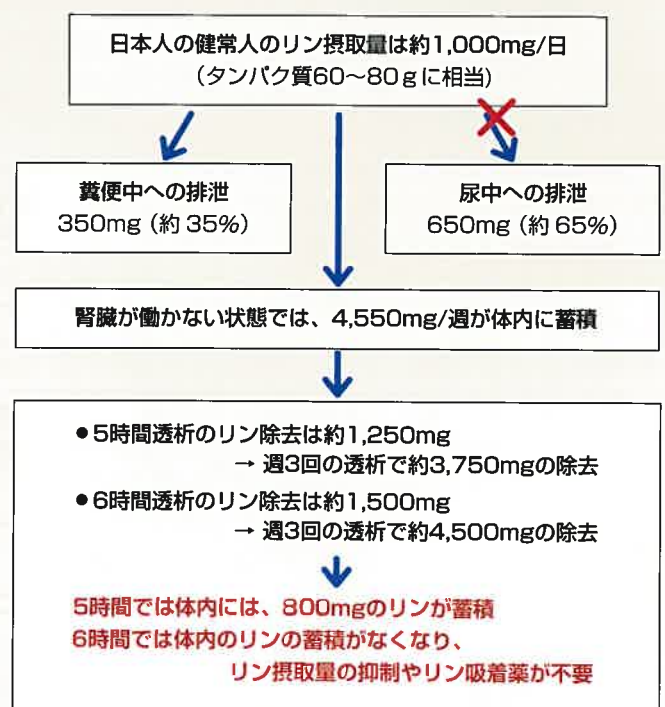 日本人の健常人のリン摂取量は約1,000mg/日
(タンパク質60～80gに相当)
糞便中への排泄
350mg(約35%)
尿中への排泄
650mg(約65%)
腎臓が働かない状態では、4,550mg/週が体内に蓄積
●5時間透析のリン除去は約1,250mg
→ 週3回の透析で約3,750mgの除去
●6時間透析のリン除去は約1,500mg
→ 週3回の透析で約4,500mgの除去
5時間では体内には、800mgのリンが蓄積
6時間では体内のリンの蓄積がなくなり、
リン摂取量の抑制やリン吸着薬が不要